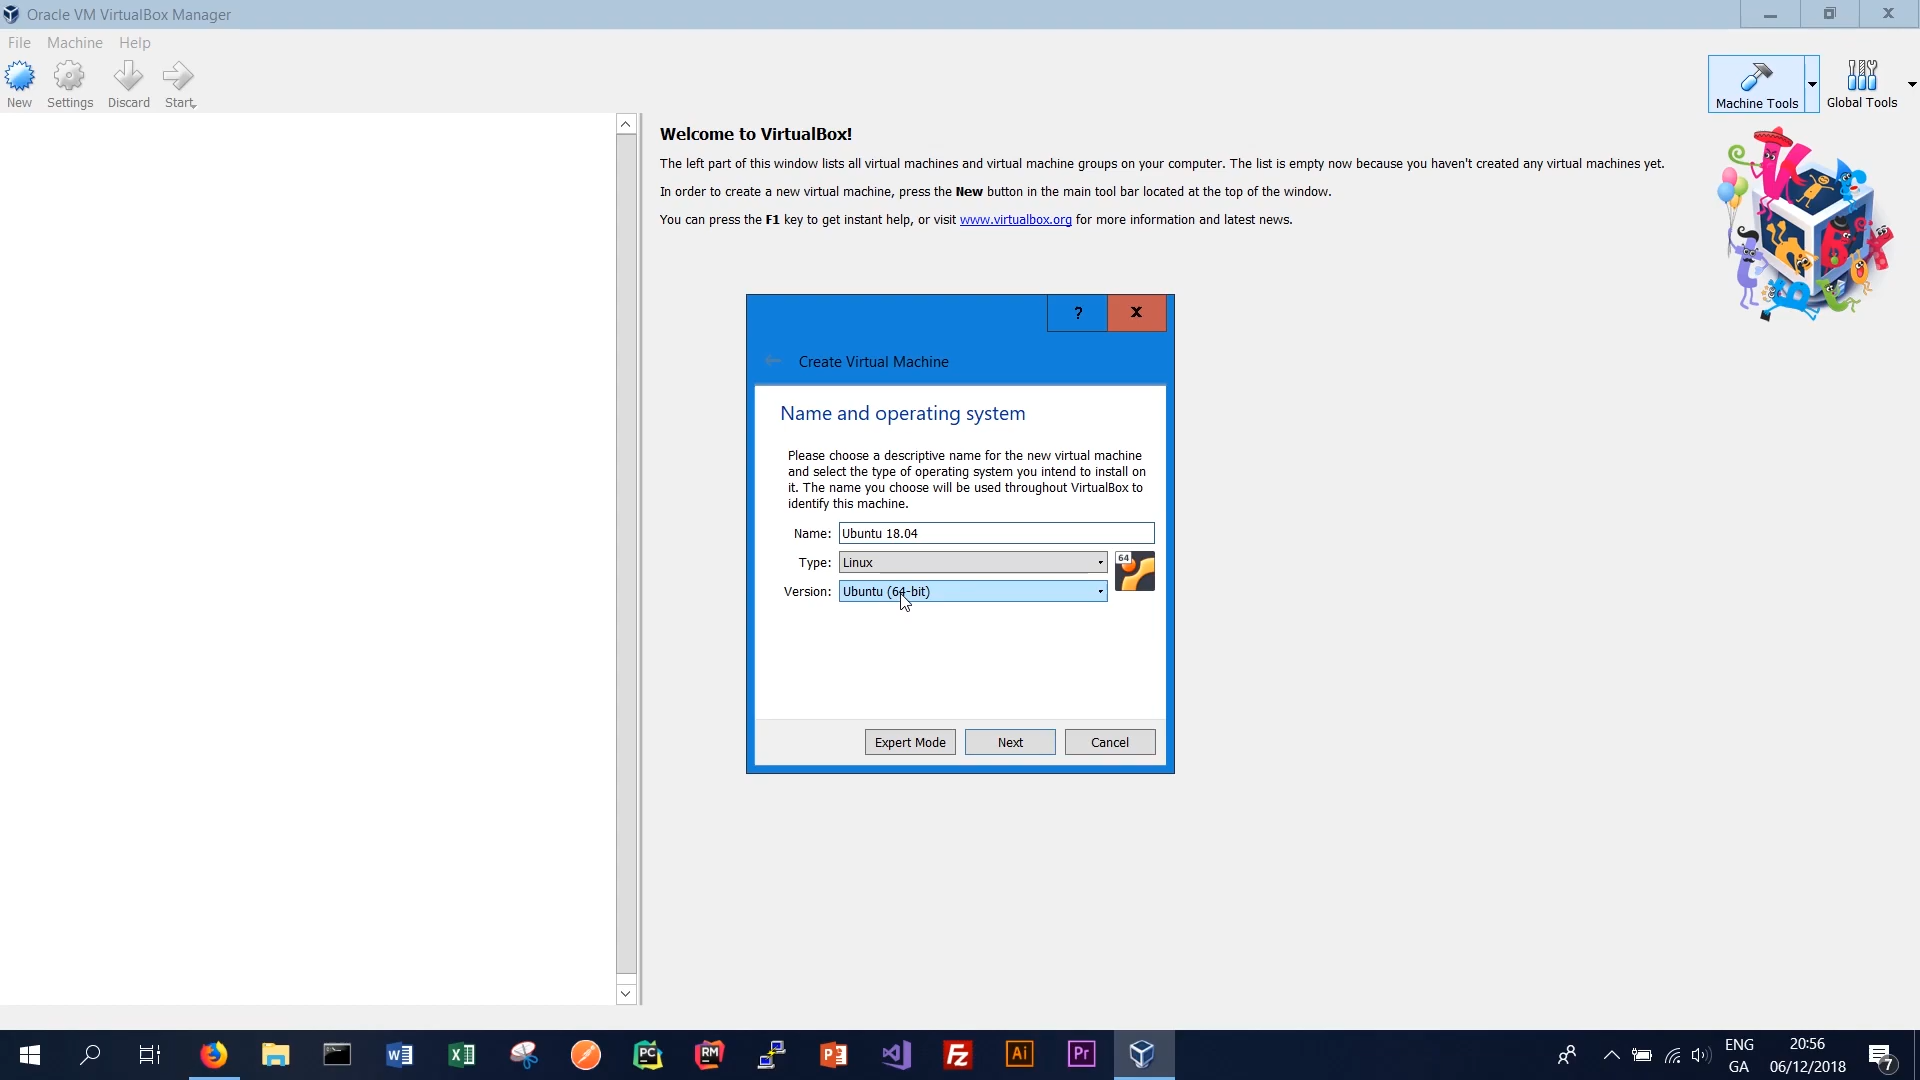 Oracle VM VirtualBox Manager
File Machine Help
New Settings Discard Start
Machine Tools Global Tools
Welcome to VirtualBox!
The left part of this window lists all virtual machines and virtual machine groups on your computer. The list is empty now because you haven't created any virtual machines yet.
In order to create a new virtual machine, press the New button in the main tool bar located at the top of the window.
You can press the F1 key to get instant help, or visit www.virtualbox.org for more information and latest news.
?
Create Virtual Machine
Name and operating system
Please choose a descriptive name for the new virtual machine
and select the type of operating system you intend to install on
it. The name you choose will be used throughout VirtualBox to
identify this machine.
Name: Ubuntu 18.04
Type: Linux
64
Version: Ubuntu (64-bit)
Expert Mode Next Cancel
PC RM Fz Ai Pr
ENG
GA
20:56
06/12/2018
7